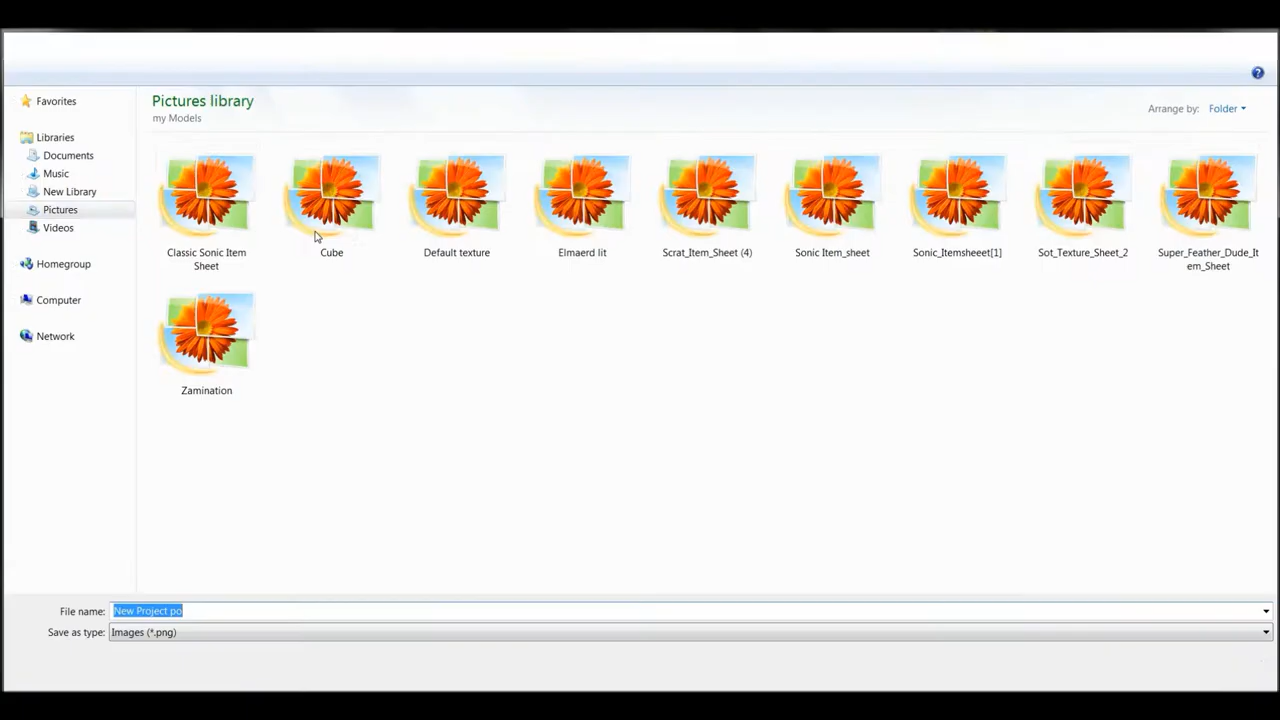 Pictures library
my Models
Arrange by: Folder
Favorites
Libraries
Documents
Music
New Library
Pictures
Videos
Homegroup
Computer
Network
Classic Sonic Item
Sheet
Cube
Default texture
Elmaerd lit
Scrat_Item_Sheet (4)
Sonic Item_sheet
Sonic_Itemsheet[1]
Sot_Texture_Sheet_2
Super_Feather_Dude_It
em_Sheet
Zamination
File name: New Project po
Save as type: Images (*.png)